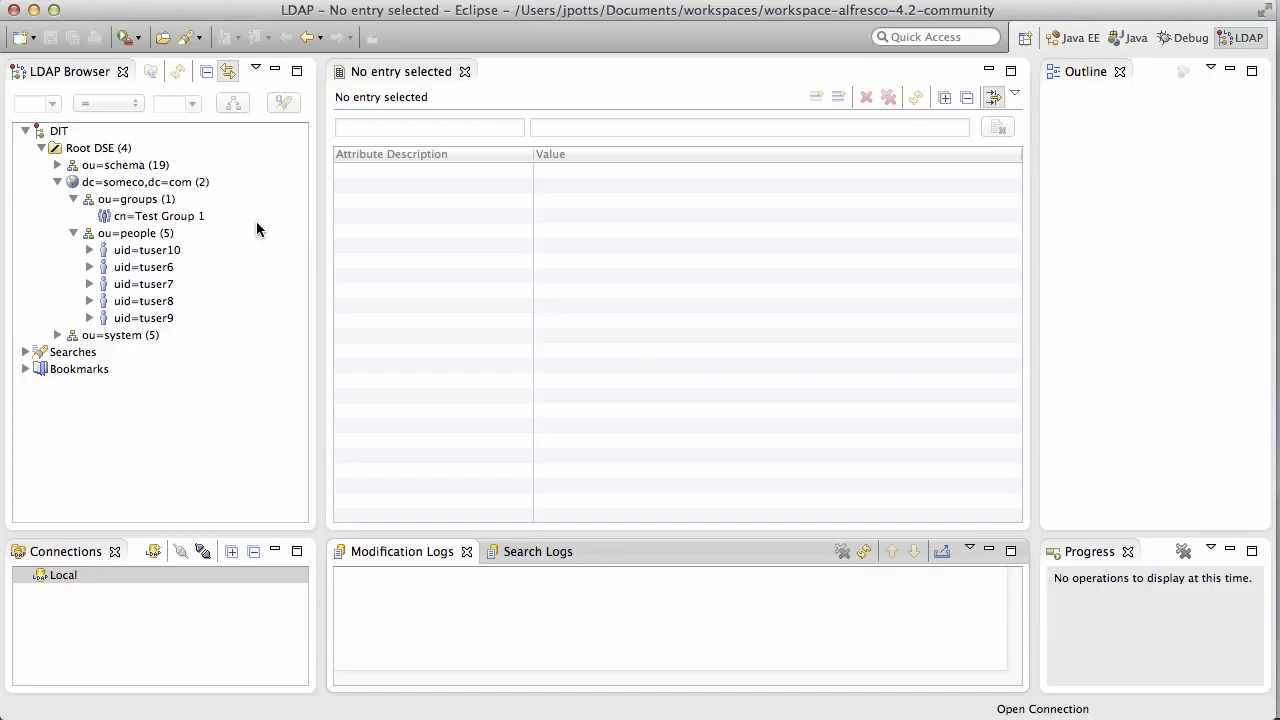 LDAP – No entry selected – Eclipse – /Users/jpotts/Documents/workspaces/workspace-alfresco-4.2-community
Quick Access
Java EE
Java
Debug
LDAP
LDAP Browser
=
DIT
Root DSE (4)
ou=schema (19)
dc=someco,dc=com (2)
ou=groups (1)
cn=Test Group 1
ou=people (5)
uid=tuser10
uid=tuser6
uid=tuser7
uid=tuser8
uid=tuser9
ou=system (5)
Searches
Bookmarks
No entry selected
No entry selected
Attribute Description
Value
Outline
Connections
Local
Modification Logs
Search Logs
Progress
No operations to display at this time.
Open Connection